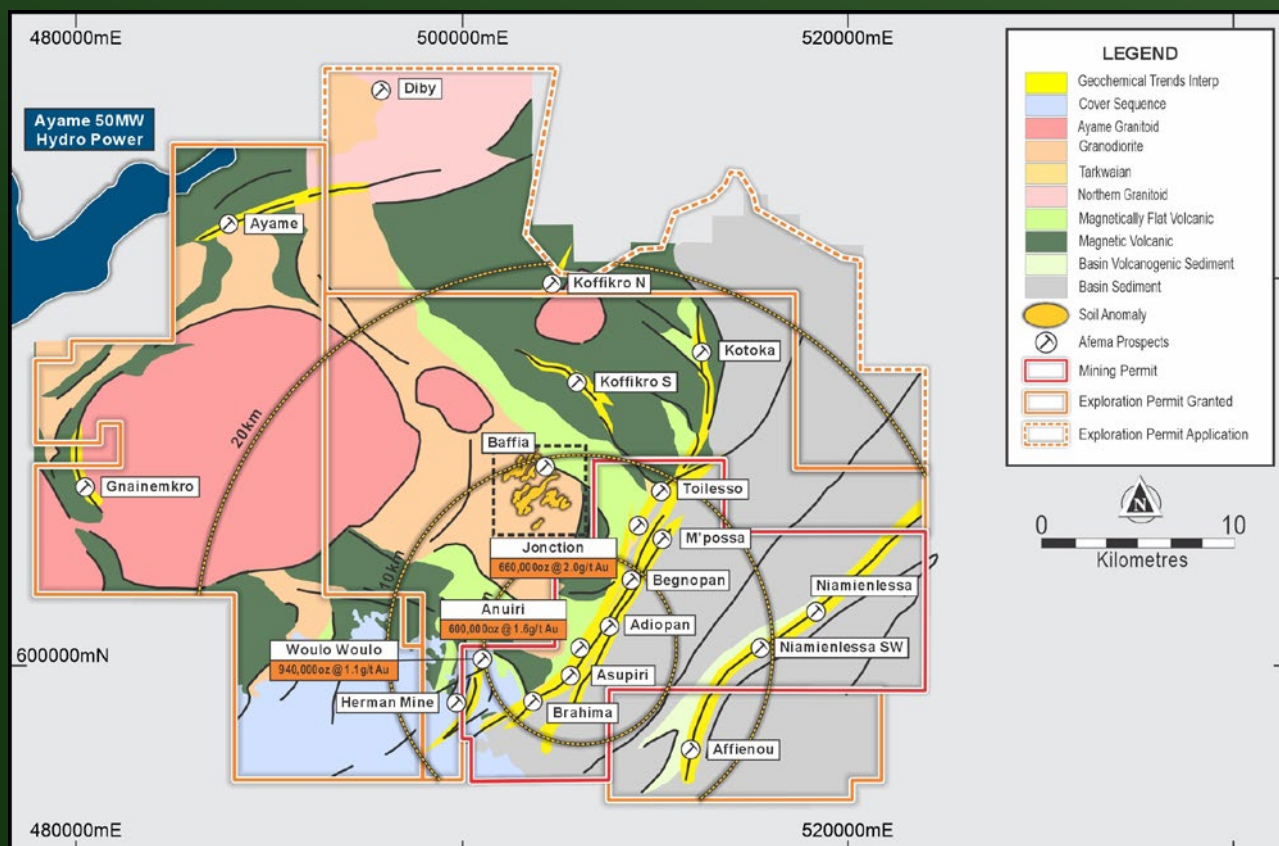 480000mE
500000mE
520000mE
Diby
Ayame 50MW
Hydro Power
Ayame
Koffikro N
Kotoka
Koffikro S
20km
Baffia
Gnainemkro
Toilesso
M'possa
Jonction
660,000oz @ 2.0g/t Au
10km
Begnopan
Niamienlessa
Anuiri
600,000oz @ 1.6g/t Au
Adiopan
600000mN
Woulo Woulo
940,000oz @ 1.1g/t Au
Niamienlessa SW
Asupiri
Herman Mine
Brahima
Affienou
480000mE
520000mE
LEGEND
Geochemical Trends Interp
Cover Sequence
Ayame Granitoid
Granodiorite
Tarkwaian
Northern Granitoid
Magnetically Flat Volcanic
Magnetic Volcanic
Basin Volcanogenic Sediment
Basin Sediment
Soil Anomaly
Afema Prospects
Mining Permit
Exploration Permit Granted
Exploration Permit Application
N
0 10
Kilometres